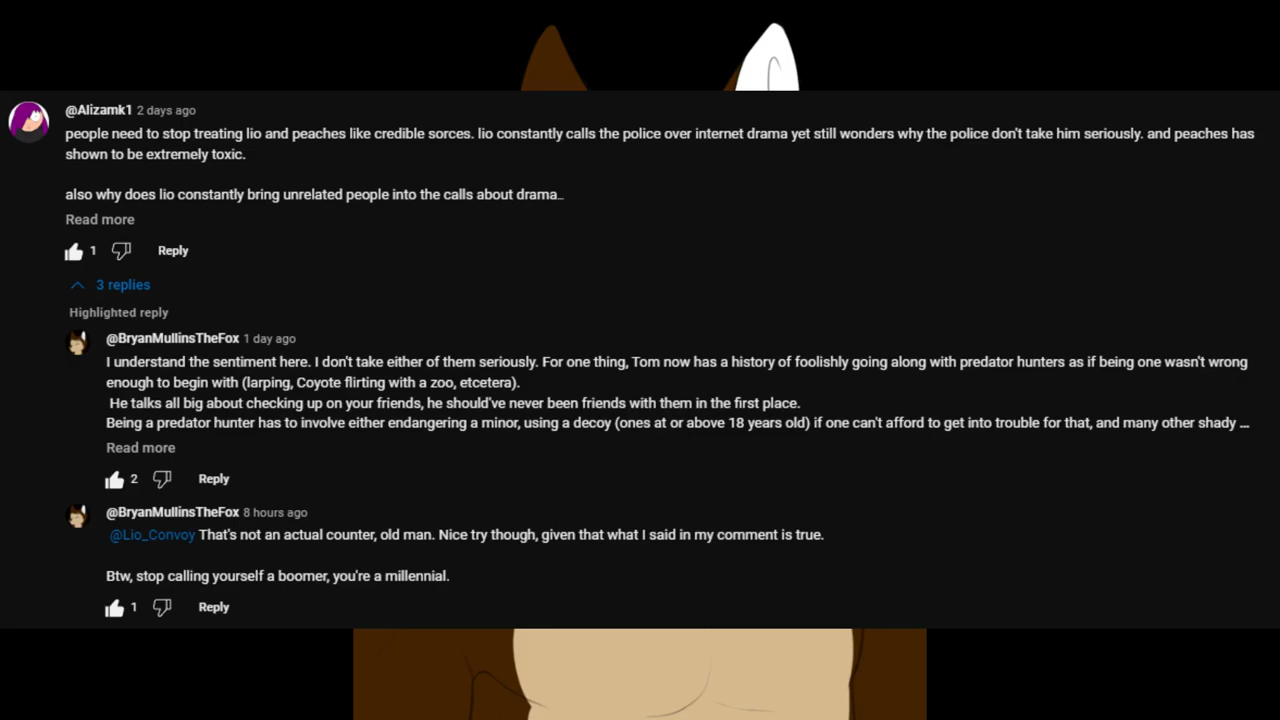 @Alizamk1 2 days ago
people need to stop treating lio and peaches like credible sorces. lio constantly calls the police over internet drama yet still wonders why the police don't take him seriously. and peaches has
shown to be extremely toxic.
also why does lio constantly bring unrelated people into the calls about drama..
Read more
1 Reply
3 replies
Highlighted reply
@BryanMullinsTheFox 1 day ago
I understand the sentiment here. I don't take either of them seriously. For one thing, Tom now has a history of foolishly going along with predator hunters as if being one wasn't wrong
enough to begin with (larping, Coyote flirting with a zoo, etcetera).
He talks all big about checking up on your friends, he should've never been friends with them in the first place.
Being a predator hunter has to involve either endangering a minor, using a decoy (ones at or above 18 years old) if one can't afford to get into trouble for that, and many other shady ...
Read more
2 Reply
@BryanMullinsTheFox 8 hours ago
@Lio_Convoy That's not an actual counter, old man. Nice try though, given that what I said in my comment is true.
Btw, stop calling yourself a boomer, you're a millennial.
1 Reply